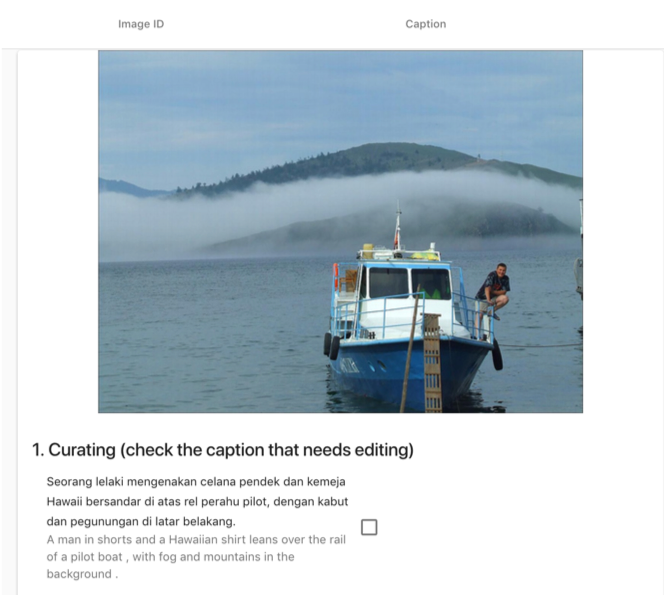 Image ID
Caption
1. Curating (check the caption that needs editing)
Seorang lelaki mengenakan celana pendek dan kemeja
Hawaii bersandar di atas rel perahu pilot, dengan kabut
dan pegunungan di latar belakang.
A man in shorts and a Hawaiian shirt leans over the rail
of a pilot boat , with fog and mountains in the
background .